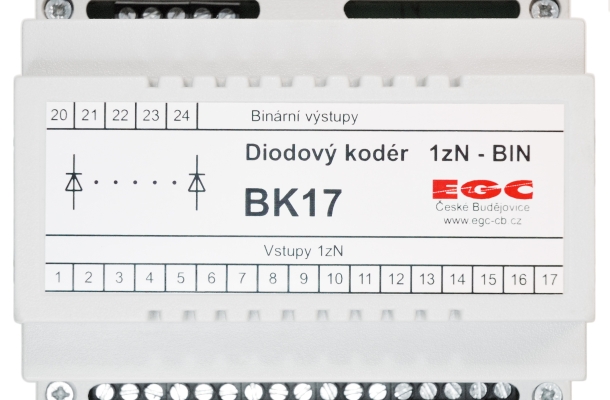 20 21 22 23 24 Binární výstupy
Diodový kodér 1zN - BIN
BK17
EGC
České Budějovice
www.egc-cb.cz
Vstupy 1zN
1 2 3 4 5 6 7 8 9 10 11 12 13 14 15 16 17